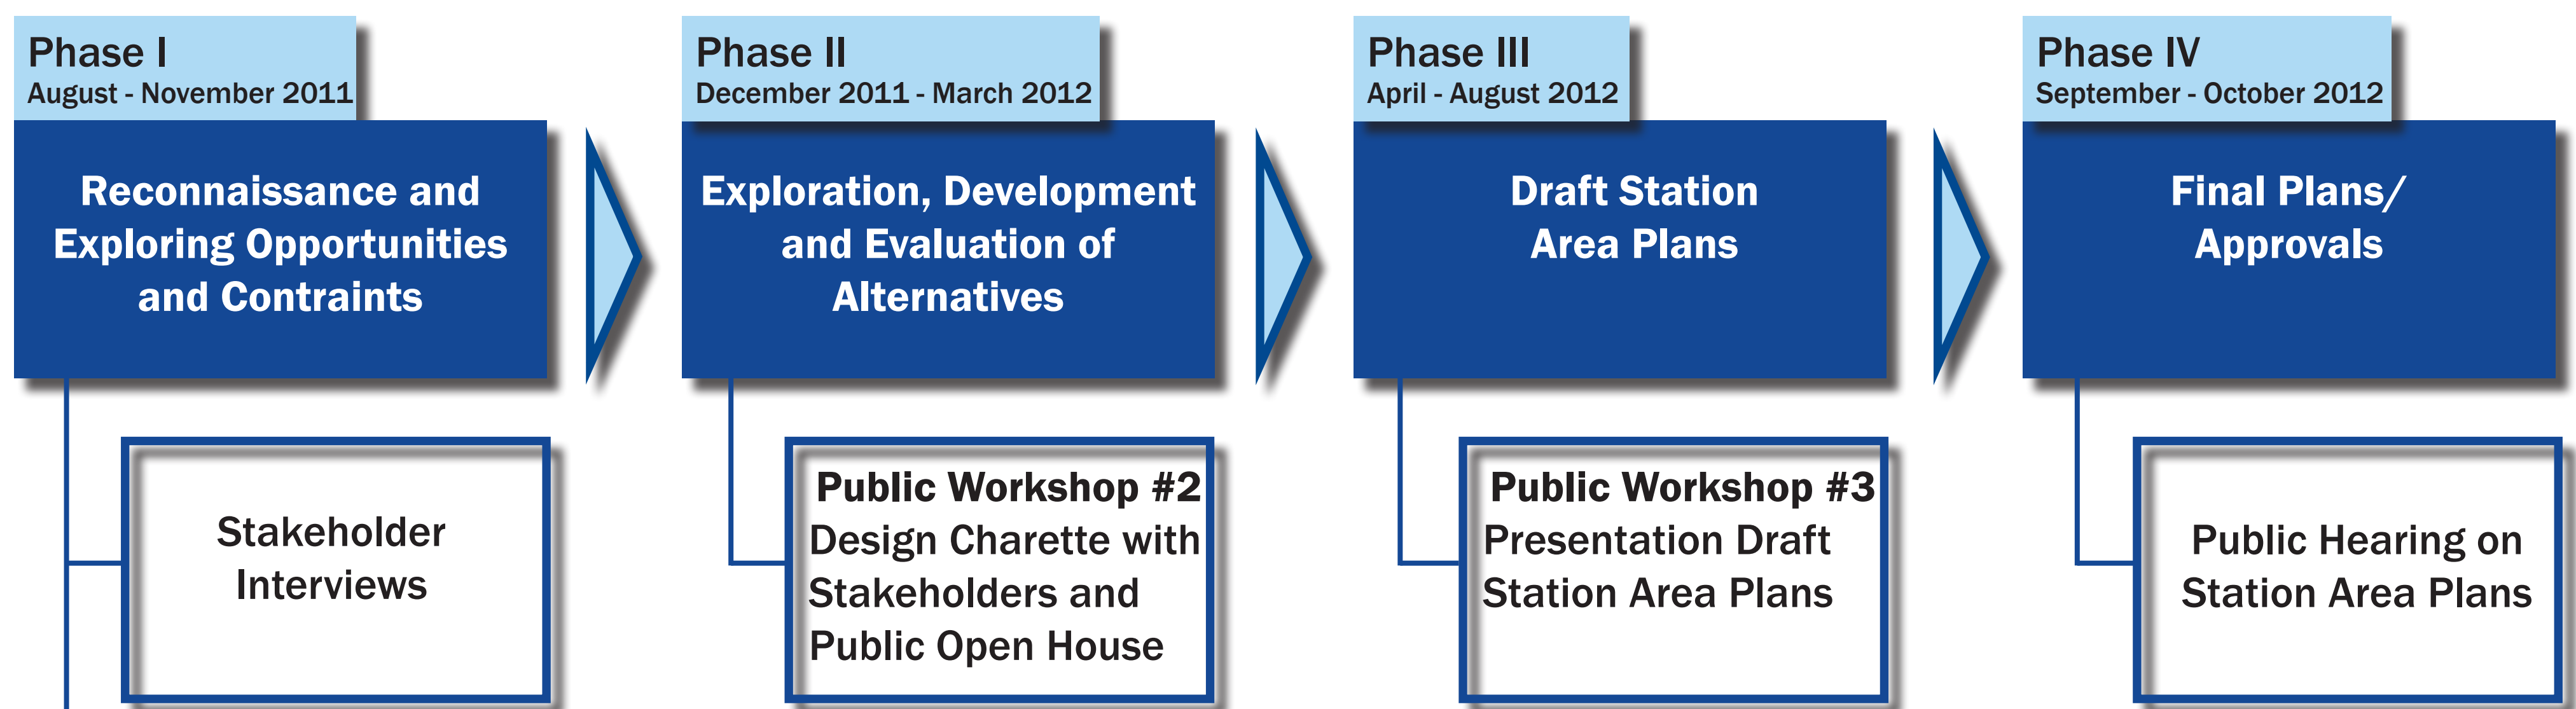 Phase I
August - November 2011
Reconnaissance and
Exploring Opportunities
and Contraints
Stakeholder
Interviews
Phase II
December 2011 - March 2012
Exploration, Development
and Evaluation of
Alternatives
Public Workshop #2
Design Charette with
Stakeholders and
Public Open House
Phase III
April - August 2012
Draft Station
Area Plans
Public Workshop #3
Presentation Draft
Station Area Plans
Phase IV
September - October 2012
Final Plans/
Approvals
Public Hearing on
Station Area Plans